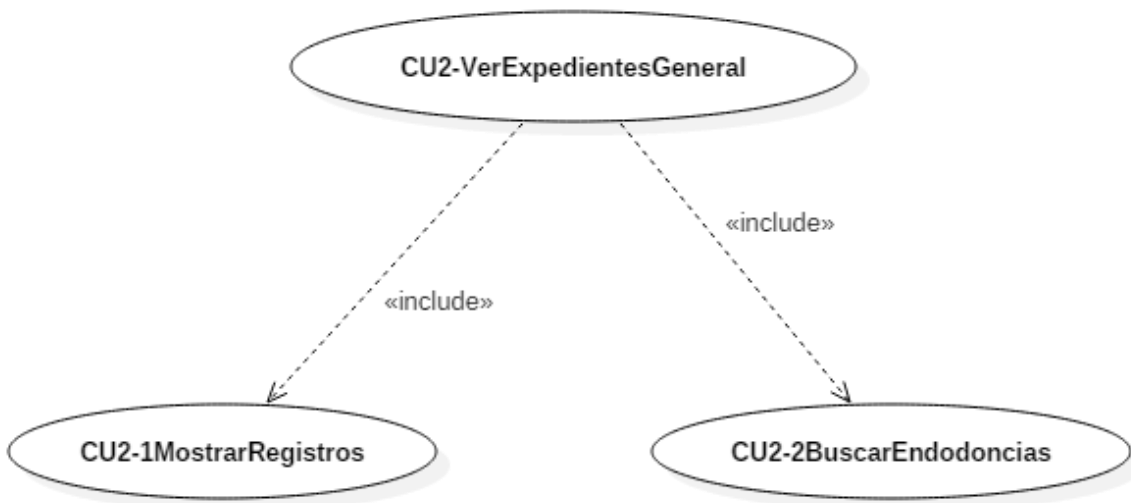 CU2-VerExpedientesGeneral
«include»
«include»
CU2-1MostrarRegistros
CU2-2BuscarEndodoncias